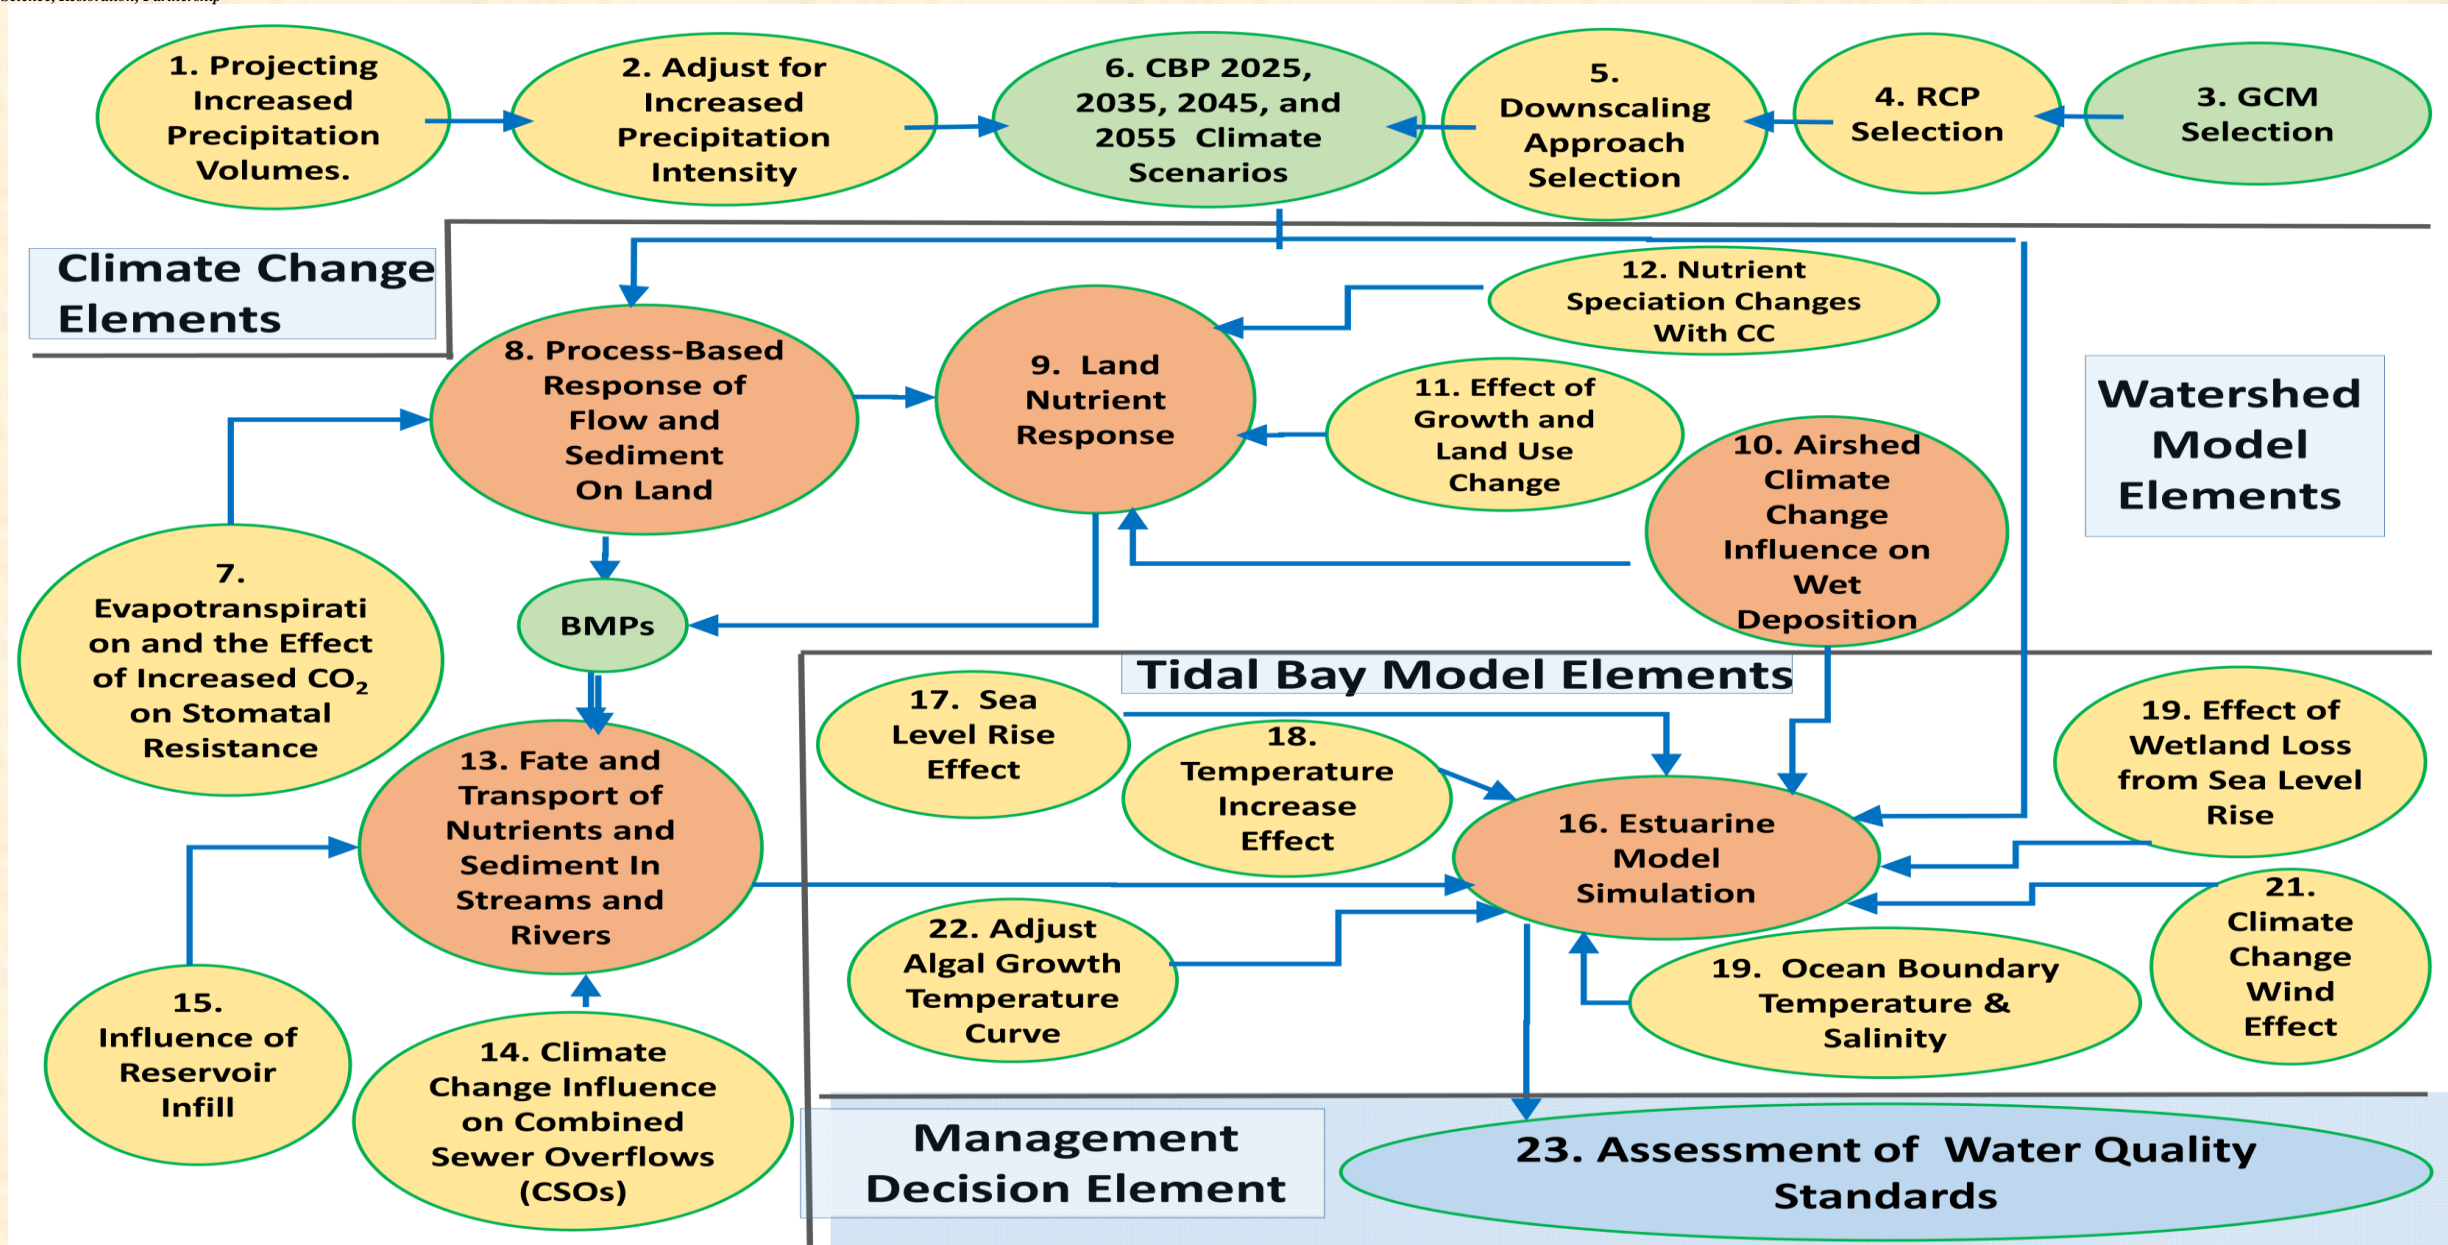 Science, Restoration, Partnership
1. Projecting
Increased
Precipitation
Volumes.
2. Adjust for
Increased
Precipitation
Intensity
6. CBP 2025,
2035, 2045, and
2055 Climate
Scenarios
5.
Downscaling
Approach
Selection
4. RCP
Selection
3. GCM
Selection
Climate Change
Elements
12. Nutrient
Speciation Changes
With CC
8. Process-Based
Response of
Flow and
Sediment
On Land
9. Land
Nutrient
Response
11. Effect of
Growth and
Land Use
Change
10. Airshed
Climate
Change
Influence on
Wet
Deposition
Watershed
Model
Elements
7.
Evapotranspirati
on and the Effect
of Increased CO₂
on Stomatal
Resistance
BMPs
Tidal Bay Model Elements
13. Fate and
Transport of
Nutrients and
Sediment In
Streams and
Rivers
17. Sea
Level Rise
Effect
18.
Temperature
Increase
Effect
16. Estuarine
Model
Simulation
19. Effect of
Wetland Loss
from Sea Level
Rise
15.
Influence of
Reservoir
Infill
14. Climate
Change Influence
on Combined
Sewer Overflows
(CSOs)
22. Adjust
Algal Growth
Temperature
Curve
19. Ocean Boundary
Temperature &
Salinity
21.
Climate
Change
Wind
Effect
Management
Decision Element
23. Assessment of Water Quality
Standards